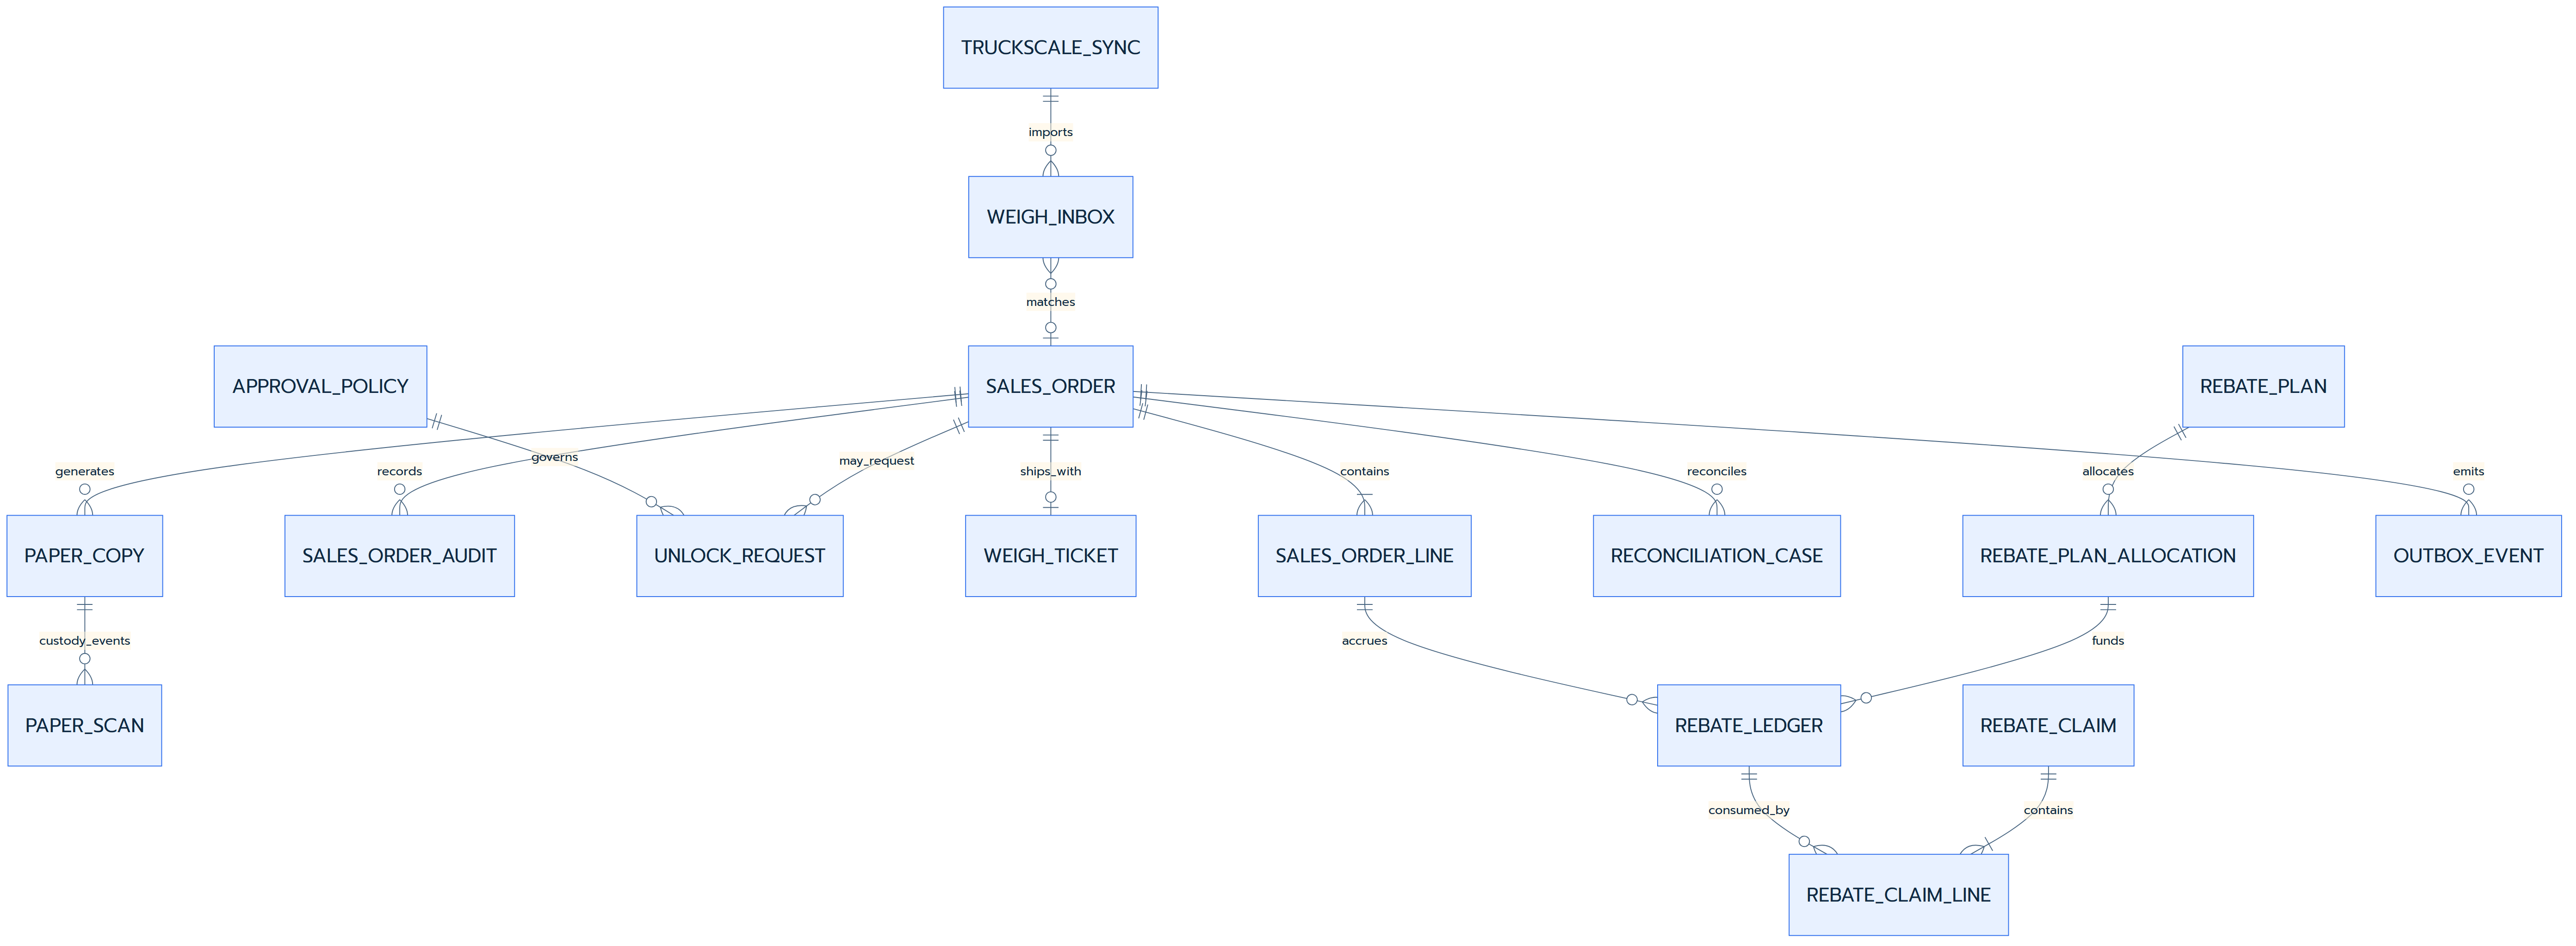 TRUCKSCALE_SYNC
imports
WEIGH_INBOX
matches
APPROVAL_POLICY
SALES_ORDER
REBATE_PLAN
generates
records
governs
may_request
ships_with
contains
reconciles
allocates
emits
PAPER_COPY
SALES_ORDER_AUDIT
UNLOCK_REQUEST
WEIGH_TICKET
SALES_ORDER_LINE
RECONCILIATION_CASE
REBATE_PLAN_ALLOCATION
OUTBOX_EVENT
custody_events
accrues
funds
PAPER_SCAN
REBATE_LEDGER
REBATE_CLAIM
consumed_by
contains
REBATE_CLAIM_LINE